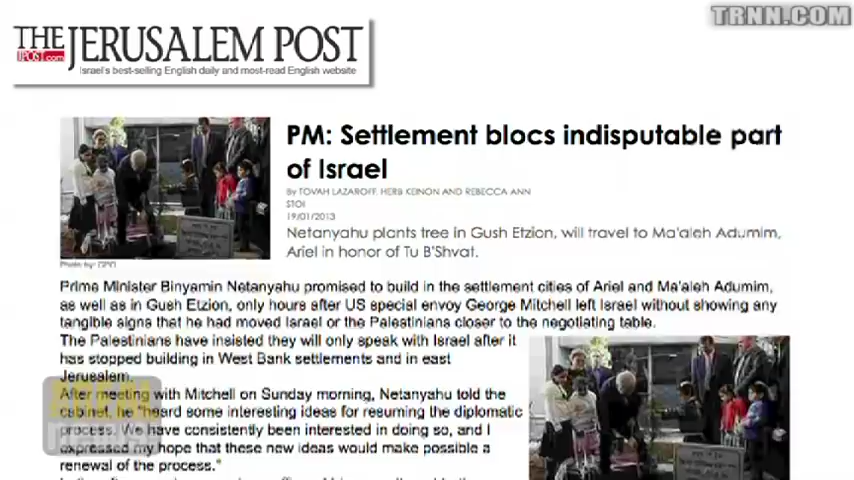 TRNN.COM
THE JERUSALEM POST
JPOST.com
Israel's best-selling English daily and most-read English website
PM: Settlement blocs indisputable part
of Israel
By TOVAH LAZAROFF, HERB KEINON AND REBECCA ANN
STOI
19/01/2013
Netanyahu plants tree in Gush Etzion, will travel to Ma'aleh Adumim,
Ariel in honor of Tu B'Shvat.
Photo by: GPO
Prime Minister Binyamin Netanyahu promised to build in the settlement cities of Ariel and Ma'aleh Adumim,
as well as in Gush Etzion, only hours after US special envoy George Mitchell left Israel without showing any
tangible signs that he had moved Israel or the Palestinians closer to the negotiating table.
The Palestinians have insisted they will only speak with Israel after it
has stopped building in West Bank settlements and in east
Jerusalem.
After meeting with Mitchell on Sunday morning, Netanyahu told the
cabinet, he "heard some interesting ideas for resuming the diplomatic
process. We have consistently been interested in doing so, and I
expressed my hope that these new ideas would make possible a
renewal of the process."